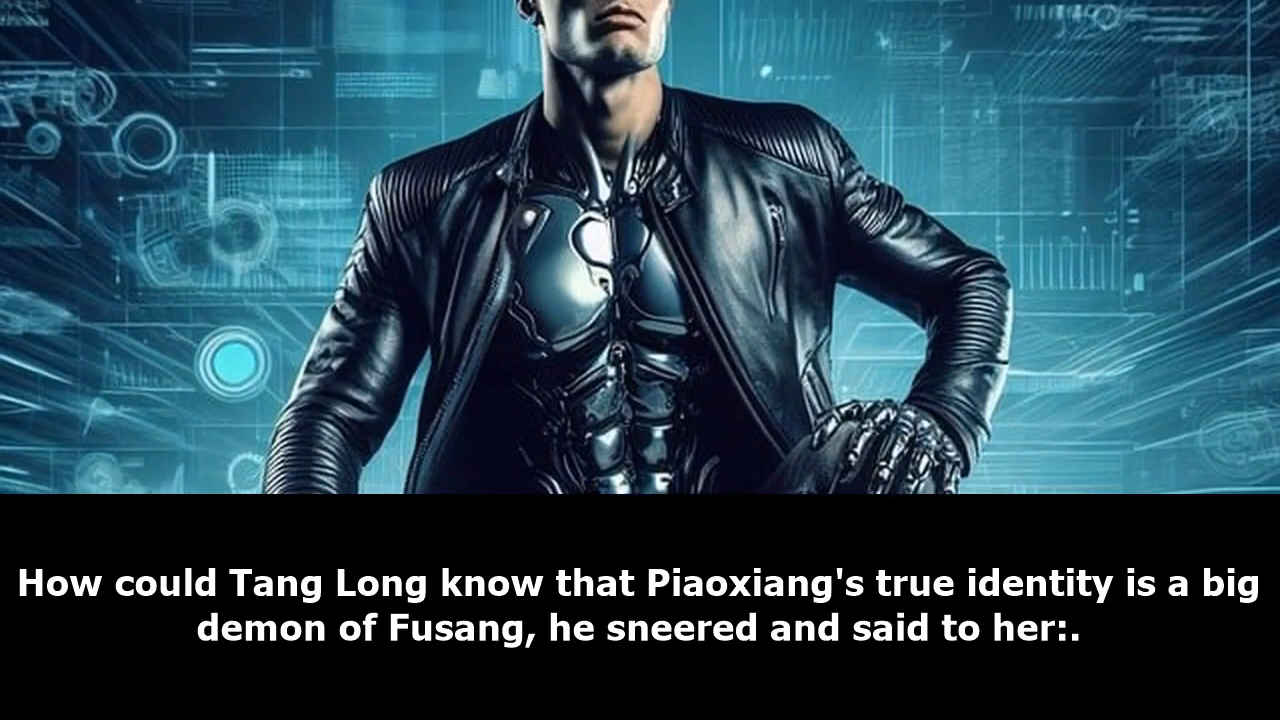 How could Tang Long know that Piaoxiang's true identity is a big
demon of Fusang, he sneered and said to her:.